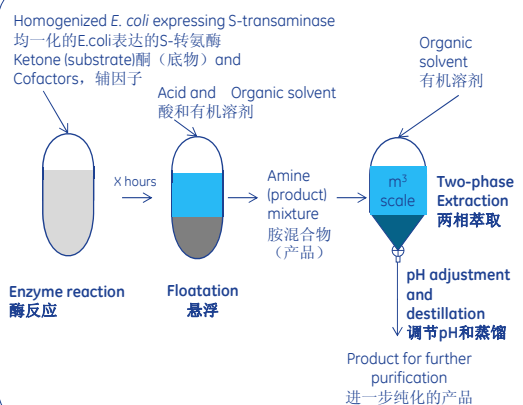 Homogenized E. coli expressing S-transaminase
均一化的E.coli表达的S-转氨酶
Ketone (substrate)酮（底物）and
Cofactors，辅因子
Acid and Organic solvent
酸和有机溶剂
Organic
solvent
有机溶剂
X hours
Amine
(product)
mixture
胺混合物
（产品）
m³
scale
Two-phase
Extraction
两相萃取
Enzyme reaction
酶反应
Floatation
悬浮
pH adjustment
and
destillation
调节pH和蒸馏
Product for further
purification
进一步纯化的产品